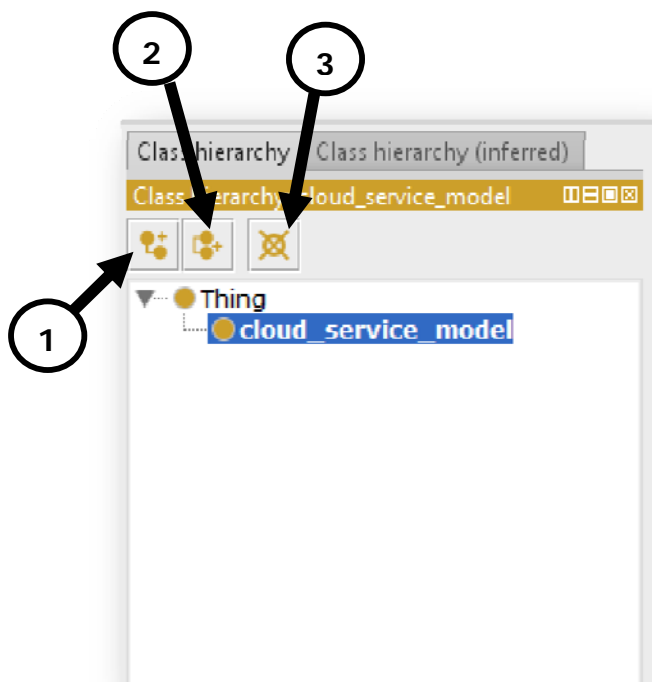 2
3
Class hierarchy
Class hierarchy (inferred)
Class hierarchy: cloud_service_model
1
Thing
cloud_service_model